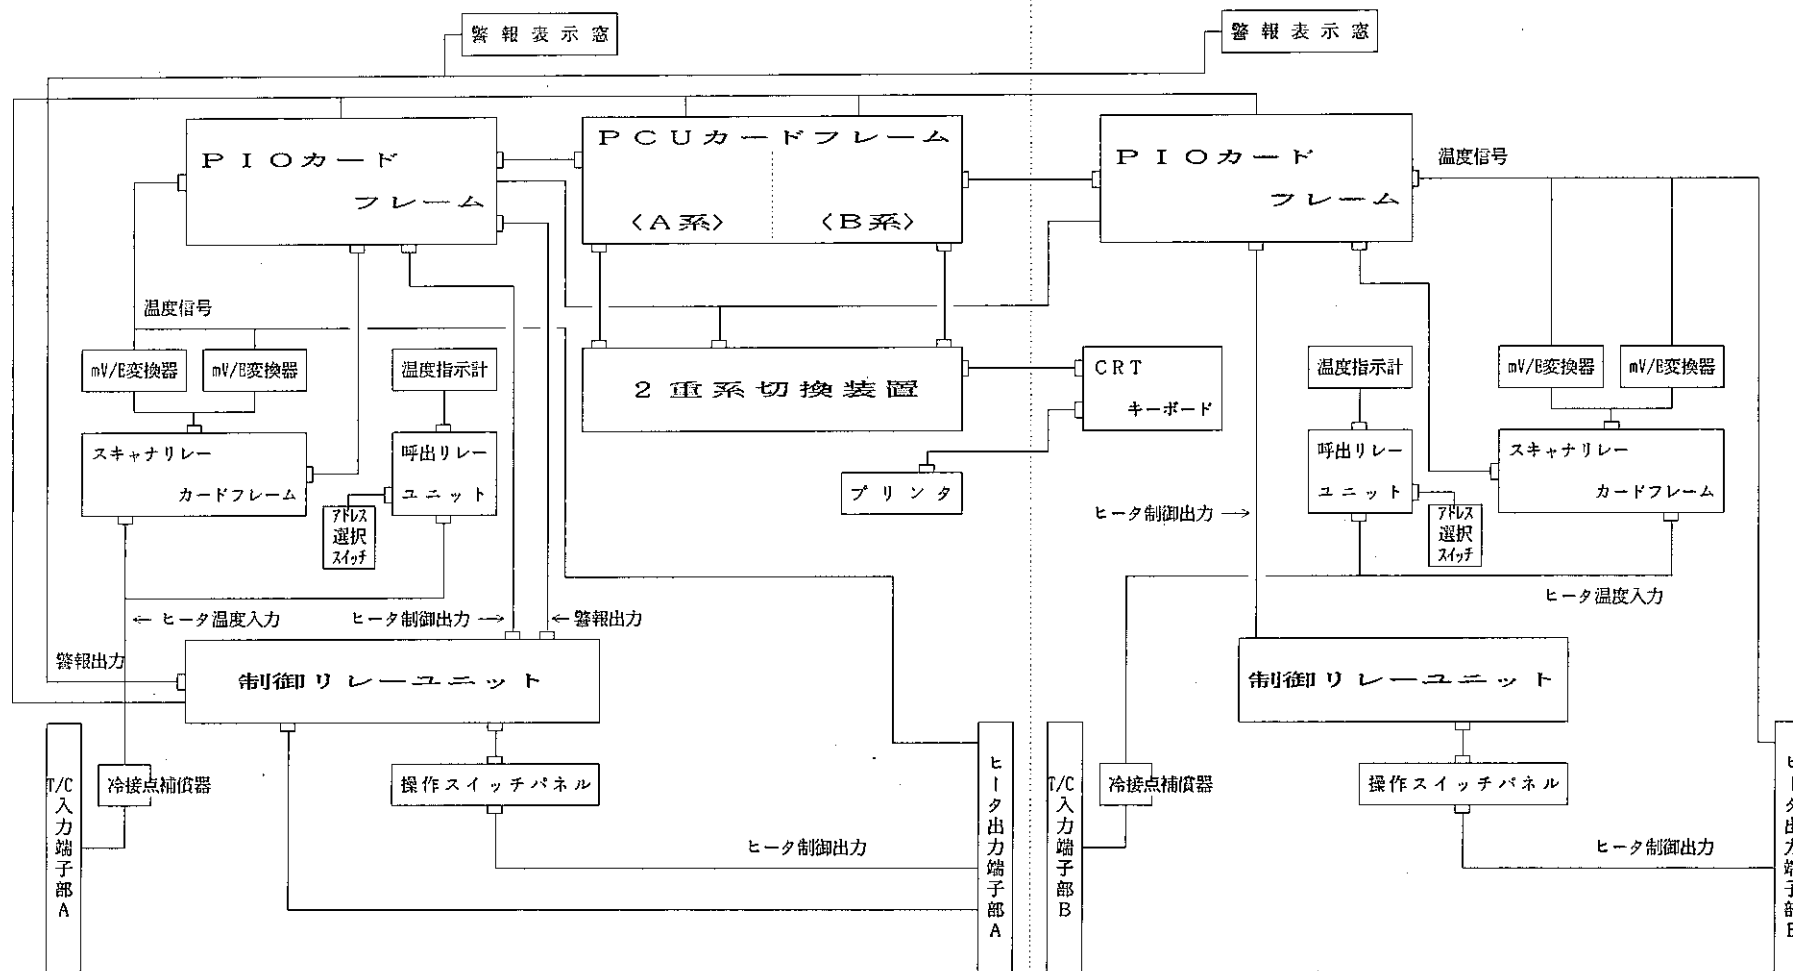 警報表示窓
警報表示窓
PIOカード
フレーム
PCUカードフレーム
〈A系〉
〈B系〉
PIOカード
フレーム
温度信号
温度信号
mV/E変換器
mV/E変換器
温度指示計
2重系切換装置
CRT
キーボード
温度指示計
mV/E変換器
mV/E変換器
スキャナリレー
カードフレーム
呼出リレー
ユニット
アドレス
選択
スイッチ
プリンタ
ヒータ制御出力→
呼出リレー
ユニット
アドレス
選択
スイッチ
スキャナリレー
カードフレーム
←ヒータ温度入力
ヒータ制御出力→
←警報出力
ヒータ温度入力
警報出力
制御リレーユニット
制御リレーユニット
T/C入力端子部A
冷接点補償器
操作スイッチパネル
ヒータ制御出力
ヒータ出力端子部A
T/C入力端子部B
冷接点補償器
操作スイッチパネル
ヒータ制御出力
ヒータ出力端子部B